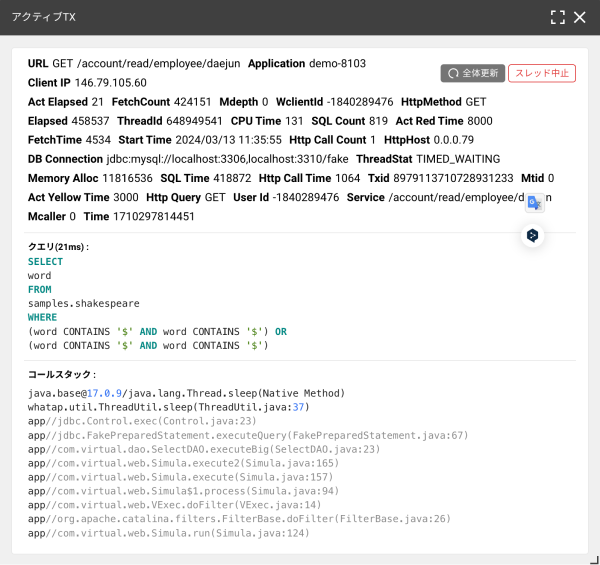 アクティブTX
URL GET /account/read/employee/daejun Application demo-8103
全体更新 スレッド中止
Client IP 146.79.105.60
Act Elapsed 21 FetchCount 424151 Mdepth 0 WclientId -1840289476 HttpMethod GET
Elapsed 458537 ThreadId 648949541 CPU Time 131 SQL Count 819 Act Red Time 8000
FetchTime 4534 Start Time 2024/03/13 11:35:55 Http Call Count 1 HttpHost 0.0.0.79
DB Connection jdbc:mysql://localhost:3306,localhost:3310/fake ThreadStat TIMED_WAITING
Memory Alloc 11816536 SQL Time 418872 Http Call Time 1064 Txid 8979113710728931233 Mtid 0
Act Yellow Time 3000 Http Query GET User Id -1840289476 Service /account/read/employee/d n
Mcaller 0 Time 1710297814451
クエリ(21ms) :
SELECT
word
FROM
samples.shakespeare
WHERE
(word CONTAINS '$' AND word CONTAINS '$') OR
(word CONTAINS '$' AND word CONTAINS '$')
コールスタック :
java.base@17.0.9/java.lang.Thread.sleep(Native Method)
whatap.util.ThreadUtil.sleep(ThreadUtil.java:37)
app//jdbc.Control.exec(Control.java:23)
app//jdbc.FakePreparedStatement.executeQuery(FakePreparedStatement.java:67)
app//com.virtual.dao.SelectDAO.executeBig(SelectDAO.java:23)
app//com.virtual.web.Simula.execute2(Simula.java:165)
app//com.virtual.web.Simula.execute(Simula.java:157)
app//com.virtual.web.Simula$1.process(Simula.java:94)
app//com.virtual.web.VExec.doFilter(VExec.java:14)
app//org.apache.catalina.filters.FilterBase.doFilter(FilterBase.java:26)
app//com.virtual.web.Simula.run(Simula.java:124)